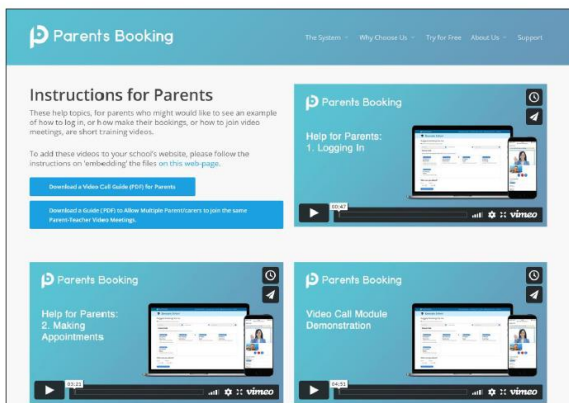 Parents Booking
The System Why Choose Us Try for Free About Us Support
Instructions for Parents
These help topics, for parents who might would like to see an example
of how to log in, or how make their bookings, or how to join video
meetings, are short training videos.
To add these videos to your school's website, please follow the
instructions on 'embedding' the files on this web-page.
Download a Video Call Guide (PDF) for Parents
Download a Guide (PDF) to Allow Multiple Parent/carers to join the same
Parent-Teacher Video Meetings.
Parents Booking
Help for Parents:
1. Logging In
00:47
vimeo
Parents Booking
Help for Parents:
2. Making
Appointments
03:21
vimeo
Parents Booking
Video Call Module
Demonstration
04:51
vimeo